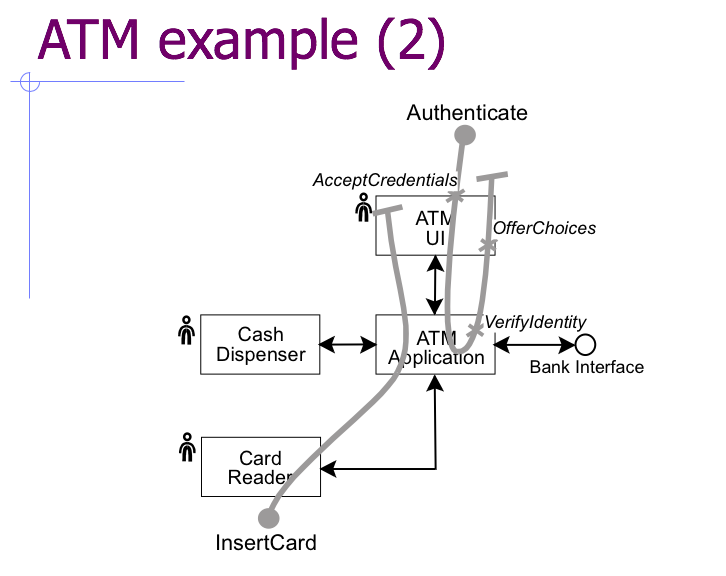 ATM example (2)
Authenticate
AcceptCredentials
ATM
UI
OfferChoices
Cash
Dispenser
ATM
Application
VerifyIdentity
Bank Interface
Card
Reader
InsertCard